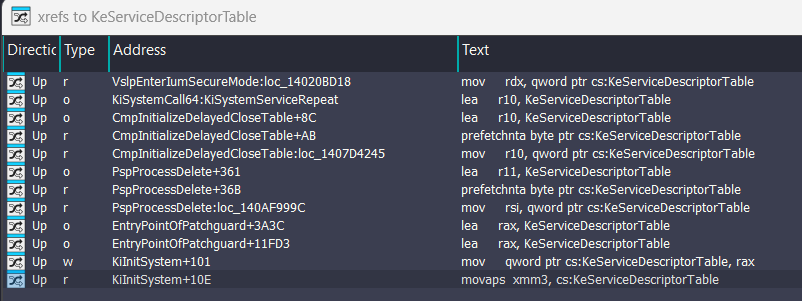 xrefs to KeServiceDescriptorTable
Directic Type Address Text
Up r VslpEnterIumSecureMode:loc_14020BD18 mov rdx, qword ptr cs:KeServiceDescriptorTable
Up o KiSystemCall64:KiSystemServiceRepeat lea r10, KeServiceDescriptorTable
Up o CmpInitializeDelayedCloseTable+8C lea r10, KeServiceDescriptorTable
Up r CmpInitializeDelayedCloseTable+AB prefetchnta byte ptr cs:KeServiceDescriptorTable
Up r CmpInitializeDelayedCloseTable:loc_1407D4245 mov r10, qword ptr cs:KeServiceDescriptorTable
Up o PspProcessDelete+361 lea r11, KeServiceDescriptorTable
Up r PspProcessDelete+36B prefetchnta byte ptr cs:KeServiceDescriptorTable
Up r PspProcessDelete:loc_140AF999C mov rsi, qword ptr cs:KeServiceDescriptorTable
Up o EntryPointOfPatchguard+3A3C lea rax, KeServiceDescriptorTable
Up o EntryPointOfPatchguard+11FD3 lea rax, KeServiceDescriptorTable
Up w KiInitSystem+101 mov qword ptr cs:KeServiceDescriptorTable, rax
Up r KiInitSystem+10E movaps xmm3, cs:KeServiceDescriptorTable